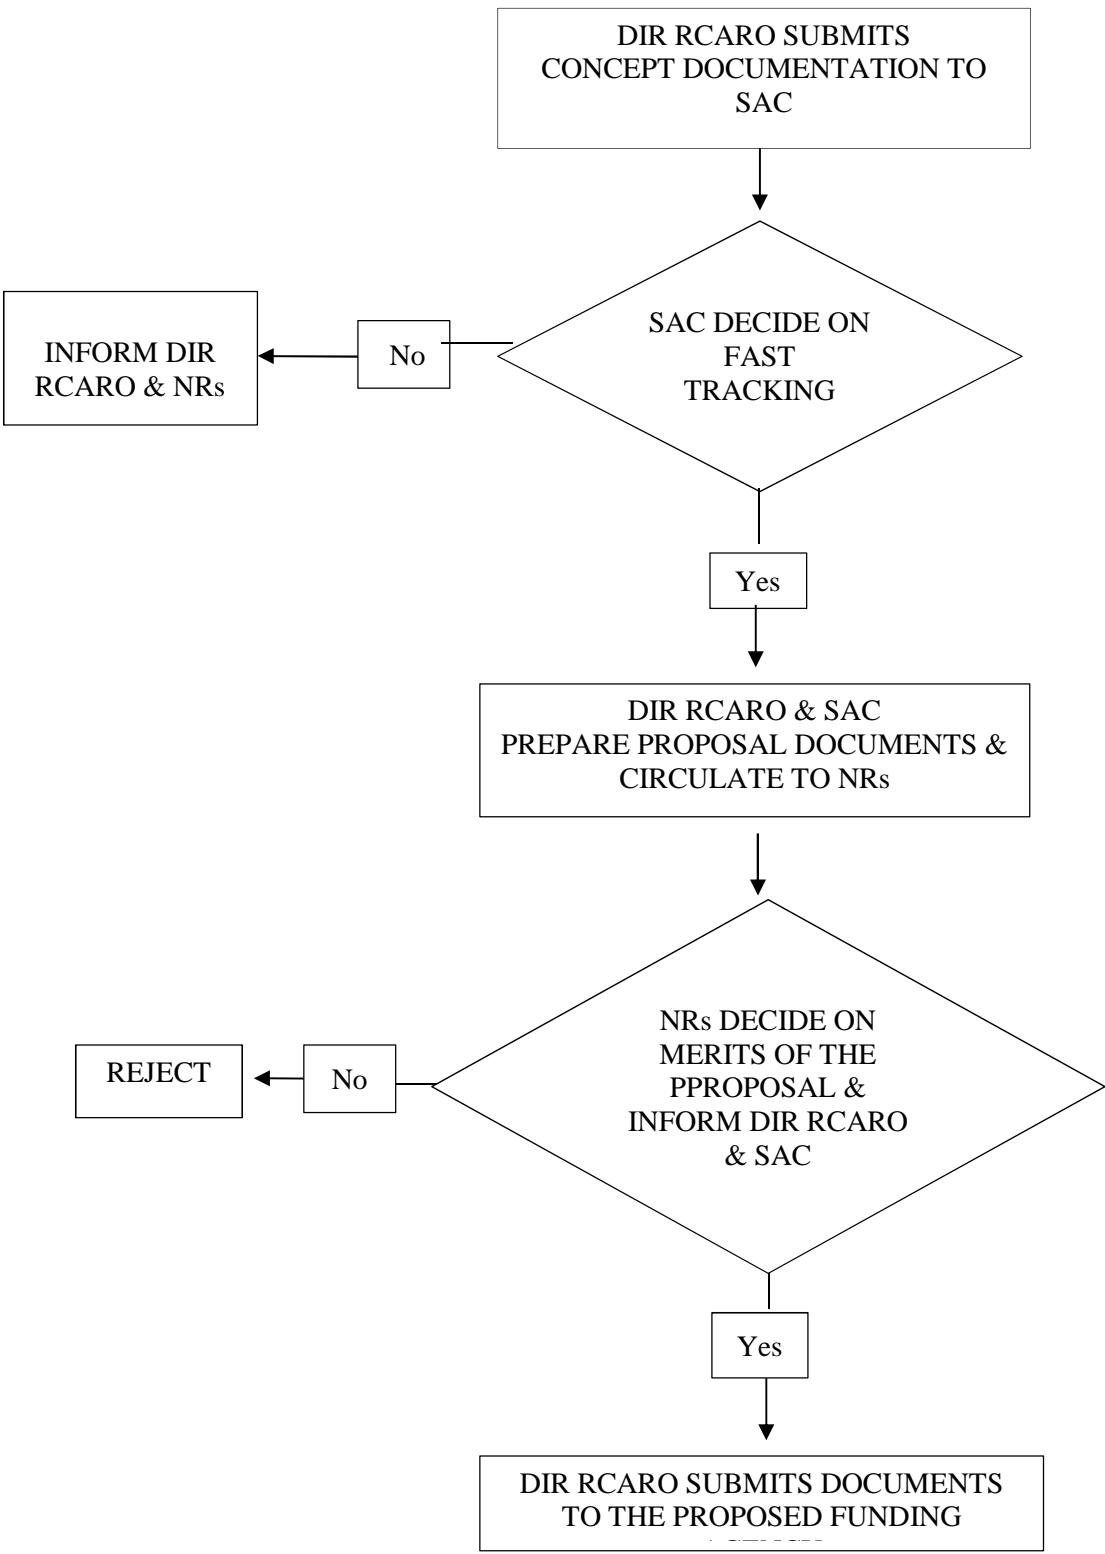 DIR RCARO SUBMITS
CONCEPT DOCUMENTATION TO
SAC
SAC DECIDE ON
FAST
TRACKING
No
INFORM DIR
RCARO & NRs
Yes
DIR RCARO & SAC
PREPARE PROPOSAL DOCUMENTS &
CIRCULATE TO NRs
NRs DECIDE ON
MERITS OF THE
PPROPOSAL &
INFORM DIR RCARO
& SAC
No
REJECT
Yes
DIR RCARO SUBMITS DOCUMENTS
TO THE PROPOSED FUNDING